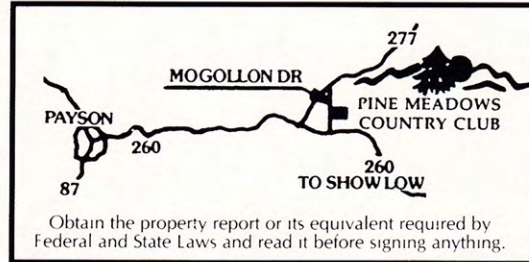 277
MOGOLLON DR
PINE MEADOWS
COUNTRY CLUB
PAYSON
260
260
87
TO SHOW LOW
Obtain the property report or its equivalent required by
Federal and State Laws and read it before signing anything.